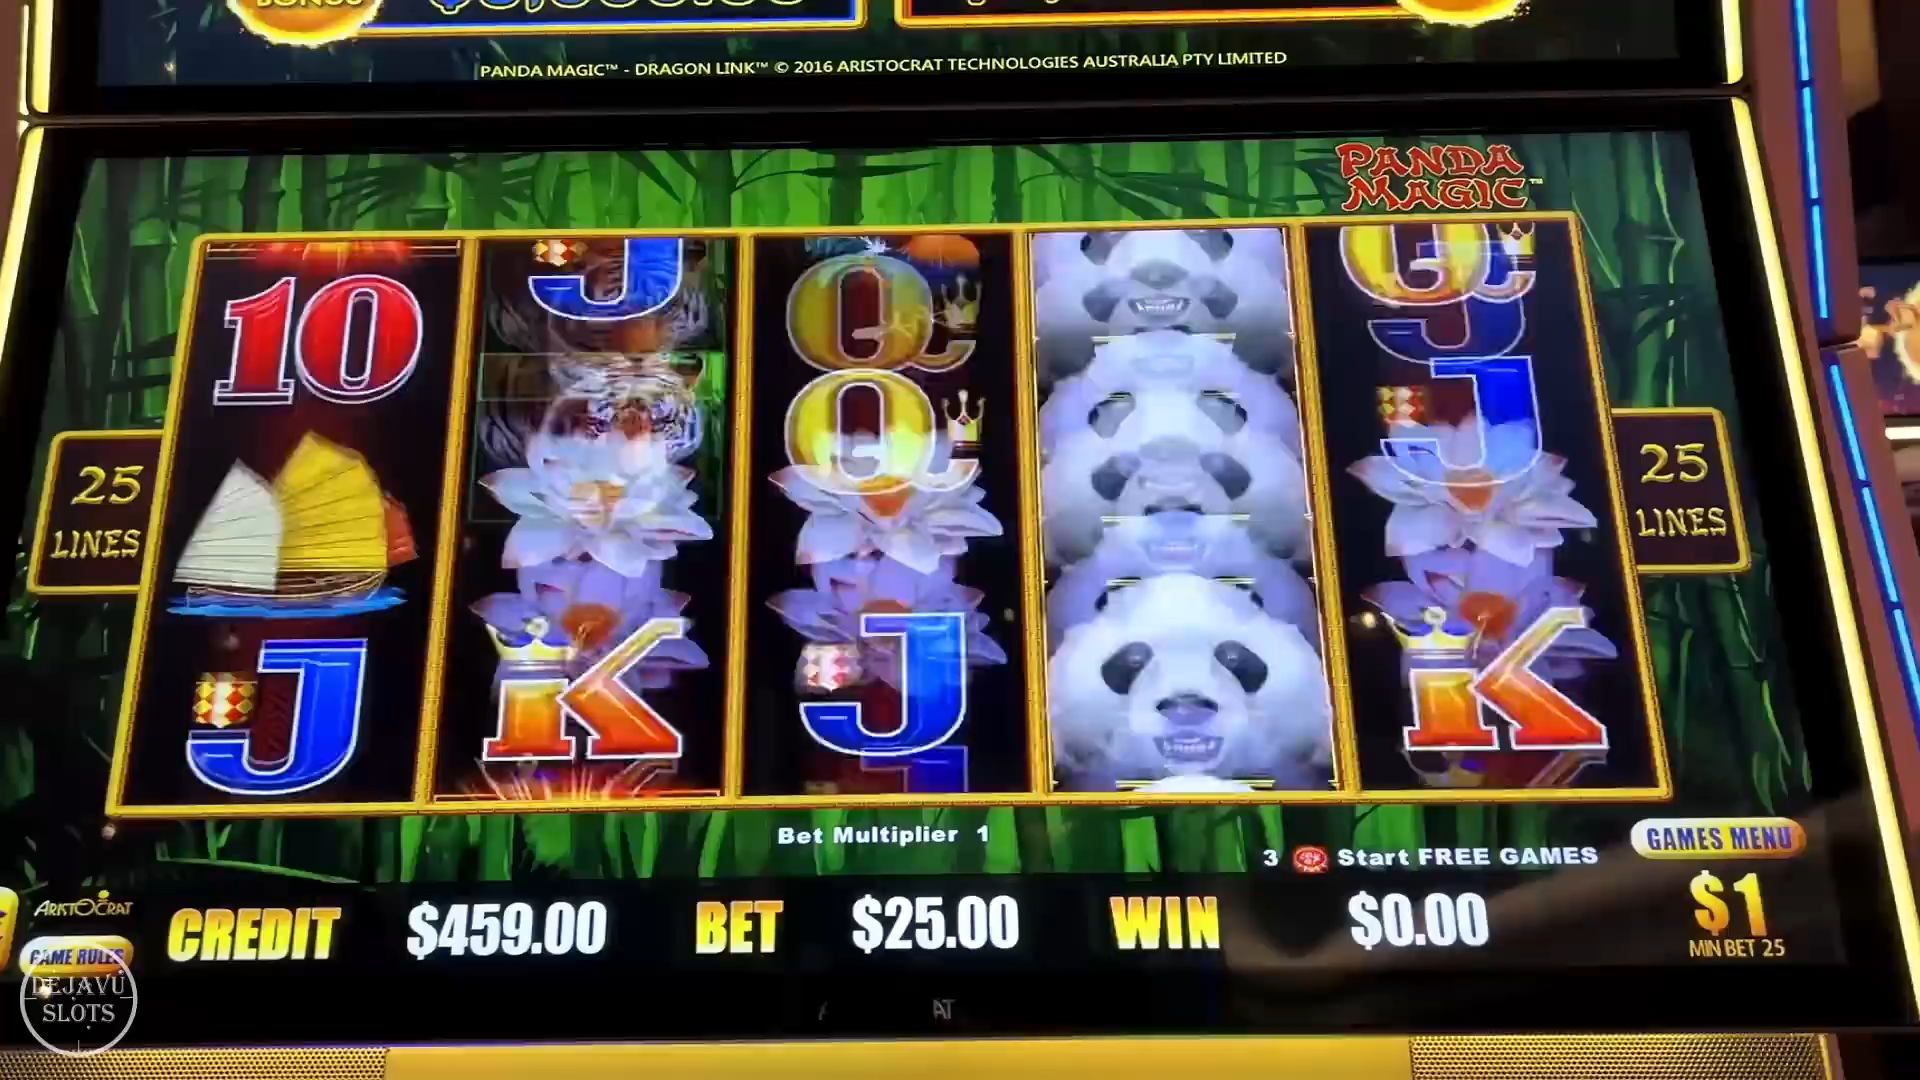 BONUS
PANDA MAGIC™ - DRAGON LINK™ © 2016 ARISTOCRAT TECHNOLOGIES AUSTRALIA PTY LIMITED
PANDA
MAGIC™
10
J
Q
Q
Q
J
25
LINES
25
LINES
J
K
J
K
Bet Multiplier 1
3 Start FREE GAMES
GAMES MENU
ARISTOCRAT
GAME RULES
CREDIT $459.00 BET $25.00 WIN $0.00
$1
MIN BET 25
DEJAVU
SLOTS